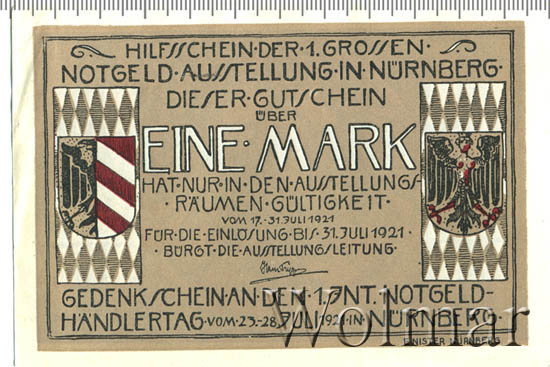 HILFSSCHEIN·DER·1.GROSSEN·
NOTGELD·AUSSTELLUNG·IN·NÜRNBERG·
DIESER·GUTSCHEIN
ÜBER
EINE·MARK
HAT·NUR·IN·DEN·AUSSTELLUNGS-
RÄUMEN·GÜLTIGKEIT·
VOM 17.-31. JULI 1921
FÜR·DIE·EINLÖSUNG·BIS·31.JULI 1921·
BÜRGT·DIE·AUSSTELLUNGSLEITUNG·
GEDENKSCHEIN·AN·DEN·1.INT.NOTGELD-
HÄNDLERTAG·VOM·23.-28.JULI·1921·IN·NÜRNBERG·
E.NISTER NÜRNBERG
Wolmar